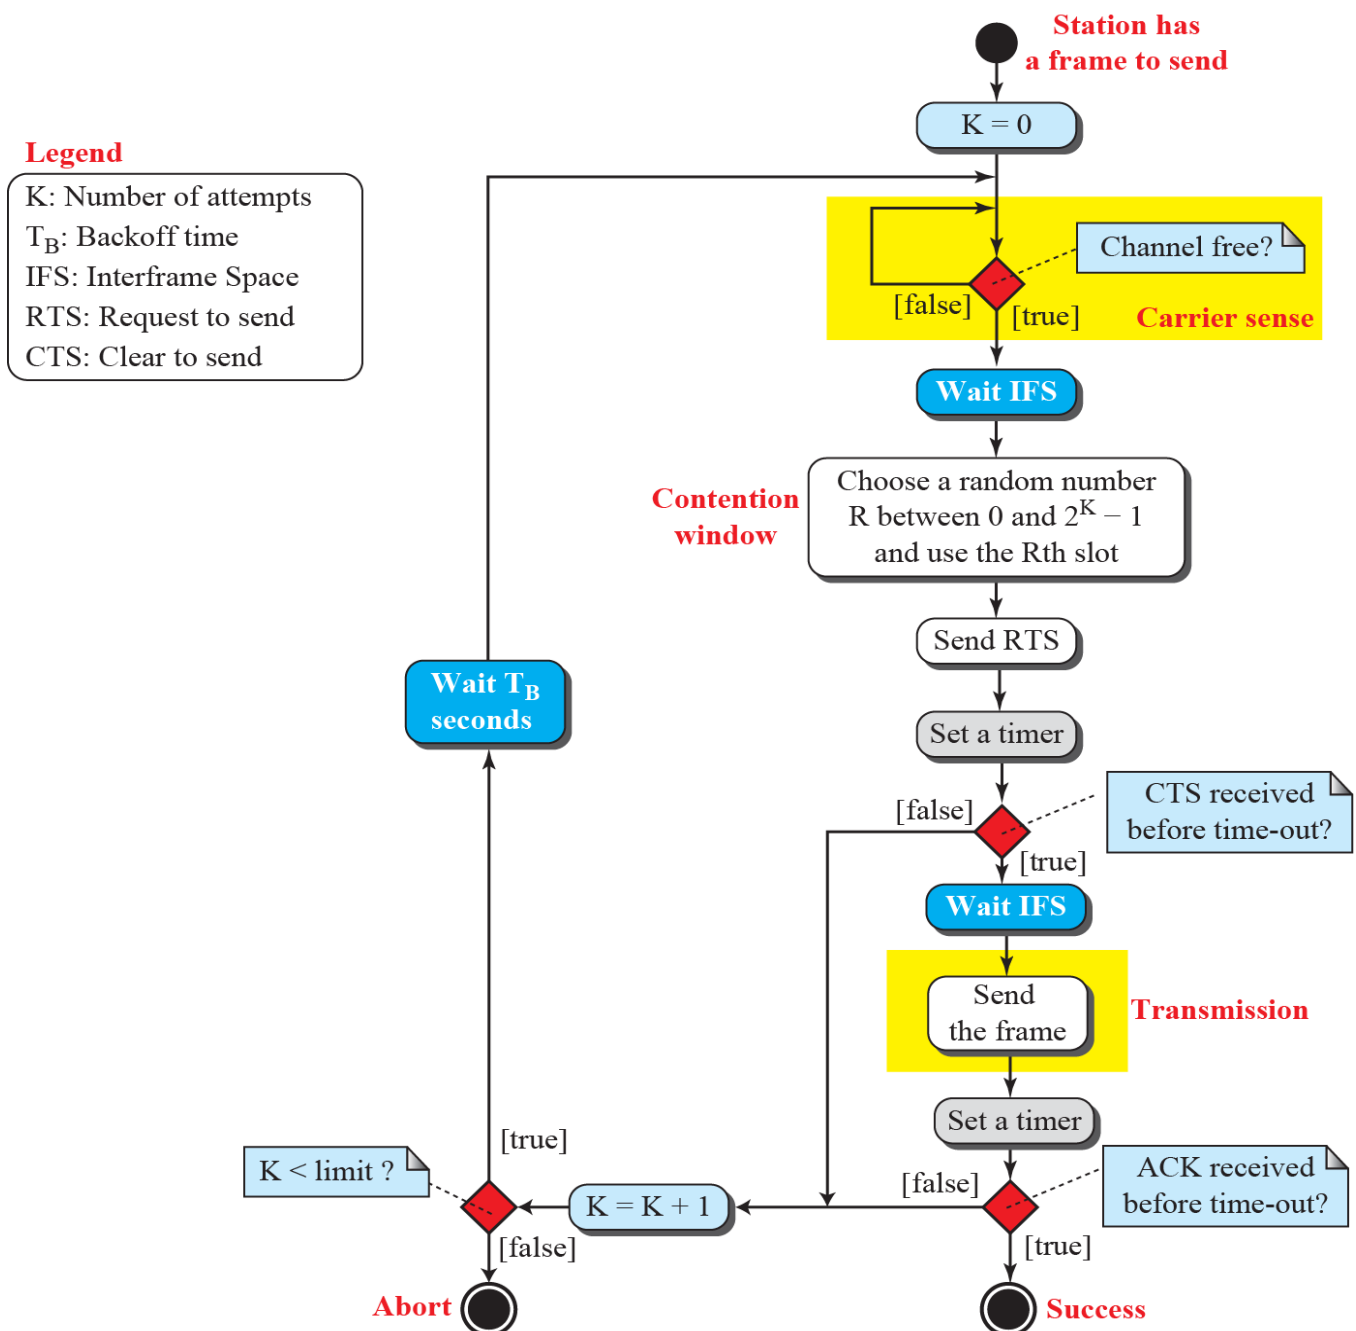 Station has
a frame to send
K = 0
Legend
K: Number of attempts
T_B: Backoff time
IFS: Interframe Space
RTS: Request to send
CTS: Clear to send
Channel free?
[false]
[true]
Carrier sense
Wait IFS
Contention
window
Choose a random number
R between 0 and 2^K − 1
and use the Rth slot
Send RTS
Wait T_B
seconds
Set a timer
[false]
CTS received
before time-out?
[true]
Wait IFS
Send
the frame
Transmission
Set a timer
[true]
K < limit ?
K = K + 1
[false]
ACK received
before time-out?
[false]
[true]
Abort
Success